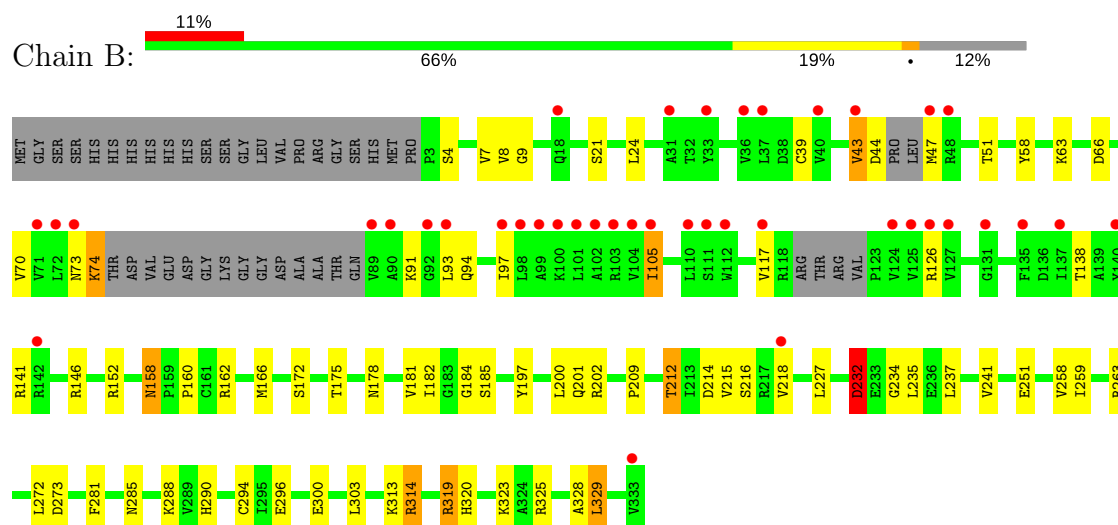 11%
Chain B:
66% 19% • 12%
MET GLY SER SER HIS HIS HIS HIS HIS HIS SER SER GLY LEU VAL PRO ARG GLY SER HIS MET PRO P3 S4 V7 V8 G9 Q18 S21 L24 A31 T32 Y33 V36 L37 D38 C39 V40 V43 D44 PRO LEU M47 R48 T51 Y58 K63 D66
V70 V71 L72 N73 K74 THR ASP VAL GLU ASP GLY LYS GLY GLY ASP ALA ALA THR GLN V89 A90 K91 G92 L93 Q94 I97 L98 A99 K100 L101 A102 R103 V104 I105 L110 S111 W112 V117 R118 ARG THR ARG VAL P123 V124 V125 R126 V127 G131 F135 D136 I137 T138 A139 Y140
R141 R142 R146 R152 N158 P159 P160 C161 R162 M166 S172 T175 N178 V181 I182 G183 G184 S185 Y197 L200 Q201 R202 P209 T212 I213 D214 V215 S216 R217 V218 L227 D232 E233 G234 L235 E236 L237 V241 E251 V258 I259 R263
L272 D273 F281 N285 K288 V289 H290 C294 I295 E296 E300 L303 K313 R314 R319 H320 K323 A324 R325 A328 L329 V333